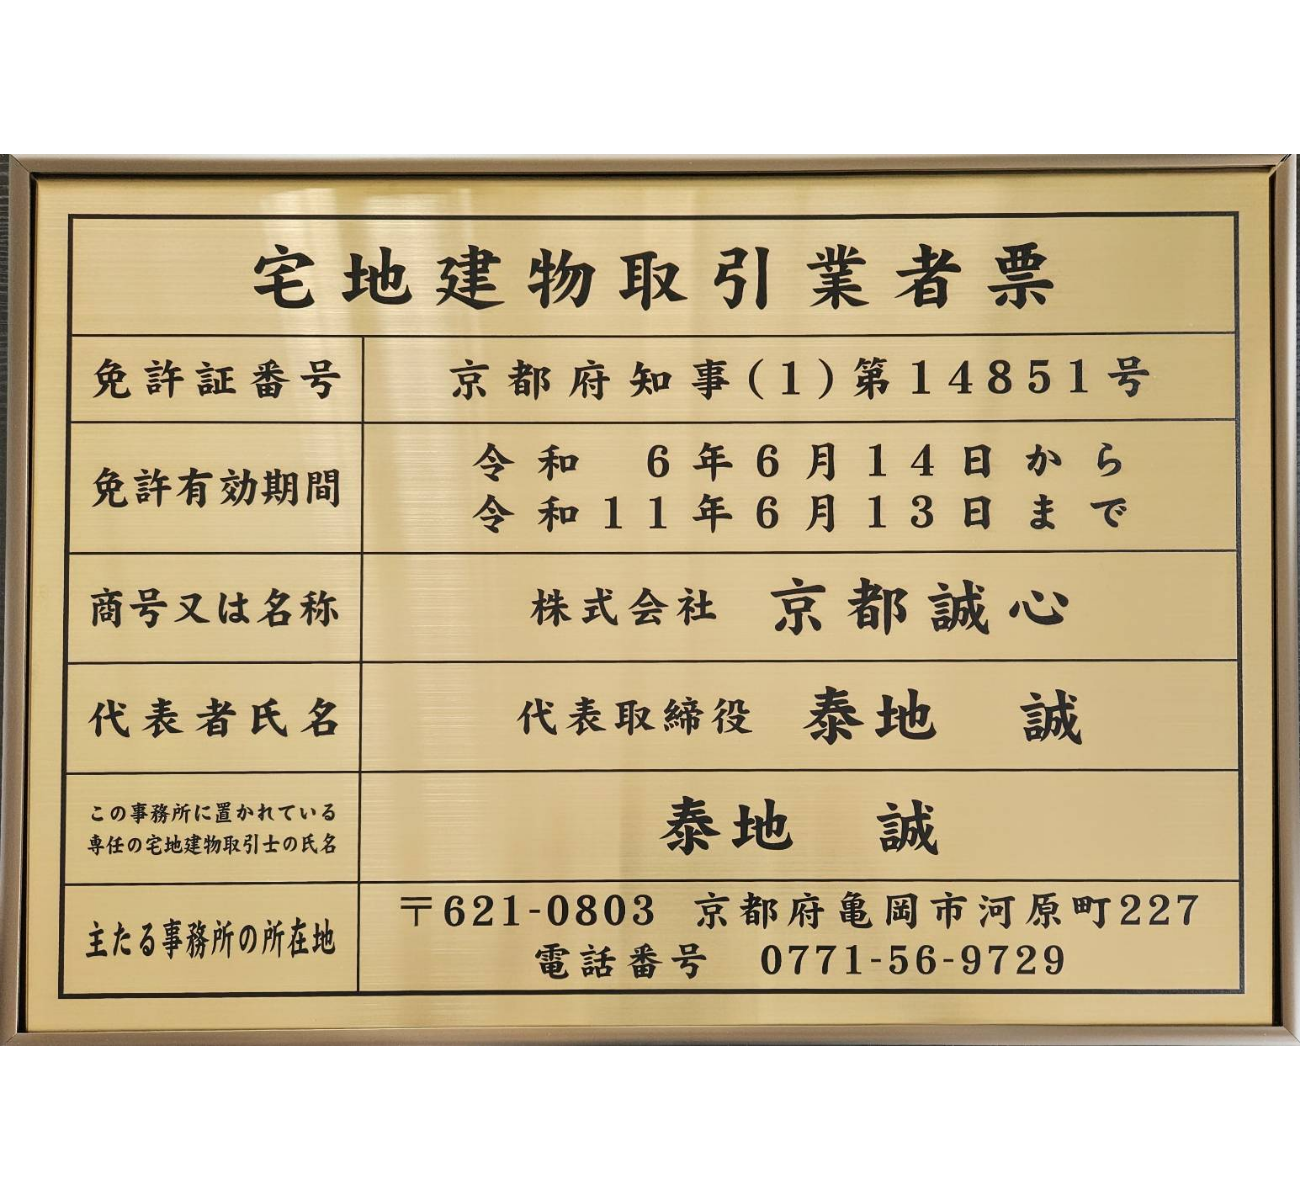 宅地建物取引業者票
免許証番号 京都府知事(1)第14851号
免許有効期間 令和 6年6月14日から
令和11年6月13日まで
商号又は名称 株式会社 京都誠心
代表者氏名 代表取締役 泰地 誠
この事務所に置かれている
専任の宅地建物取引士の氏名 泰地 誠
主たる事務所の所在地 〒621-0803 京都府亀岡市河原町227
電話番号 0771-56-9729